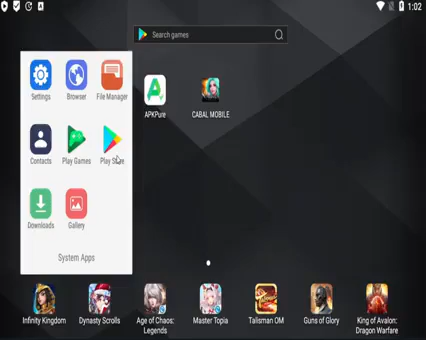 1:02
Search games
Settings
Browser
File Manager
APKPure
CABAL MOBILE
Contacts
Play Games
Play Store
Downloads
Gallery
System Apps
Infinity Kingdom
Dynasty Scrolls
Age of Chaos:
Legends
Master Topia
Talisman OM
Guns of Glory
King of Avalon:
Dragon Warfare